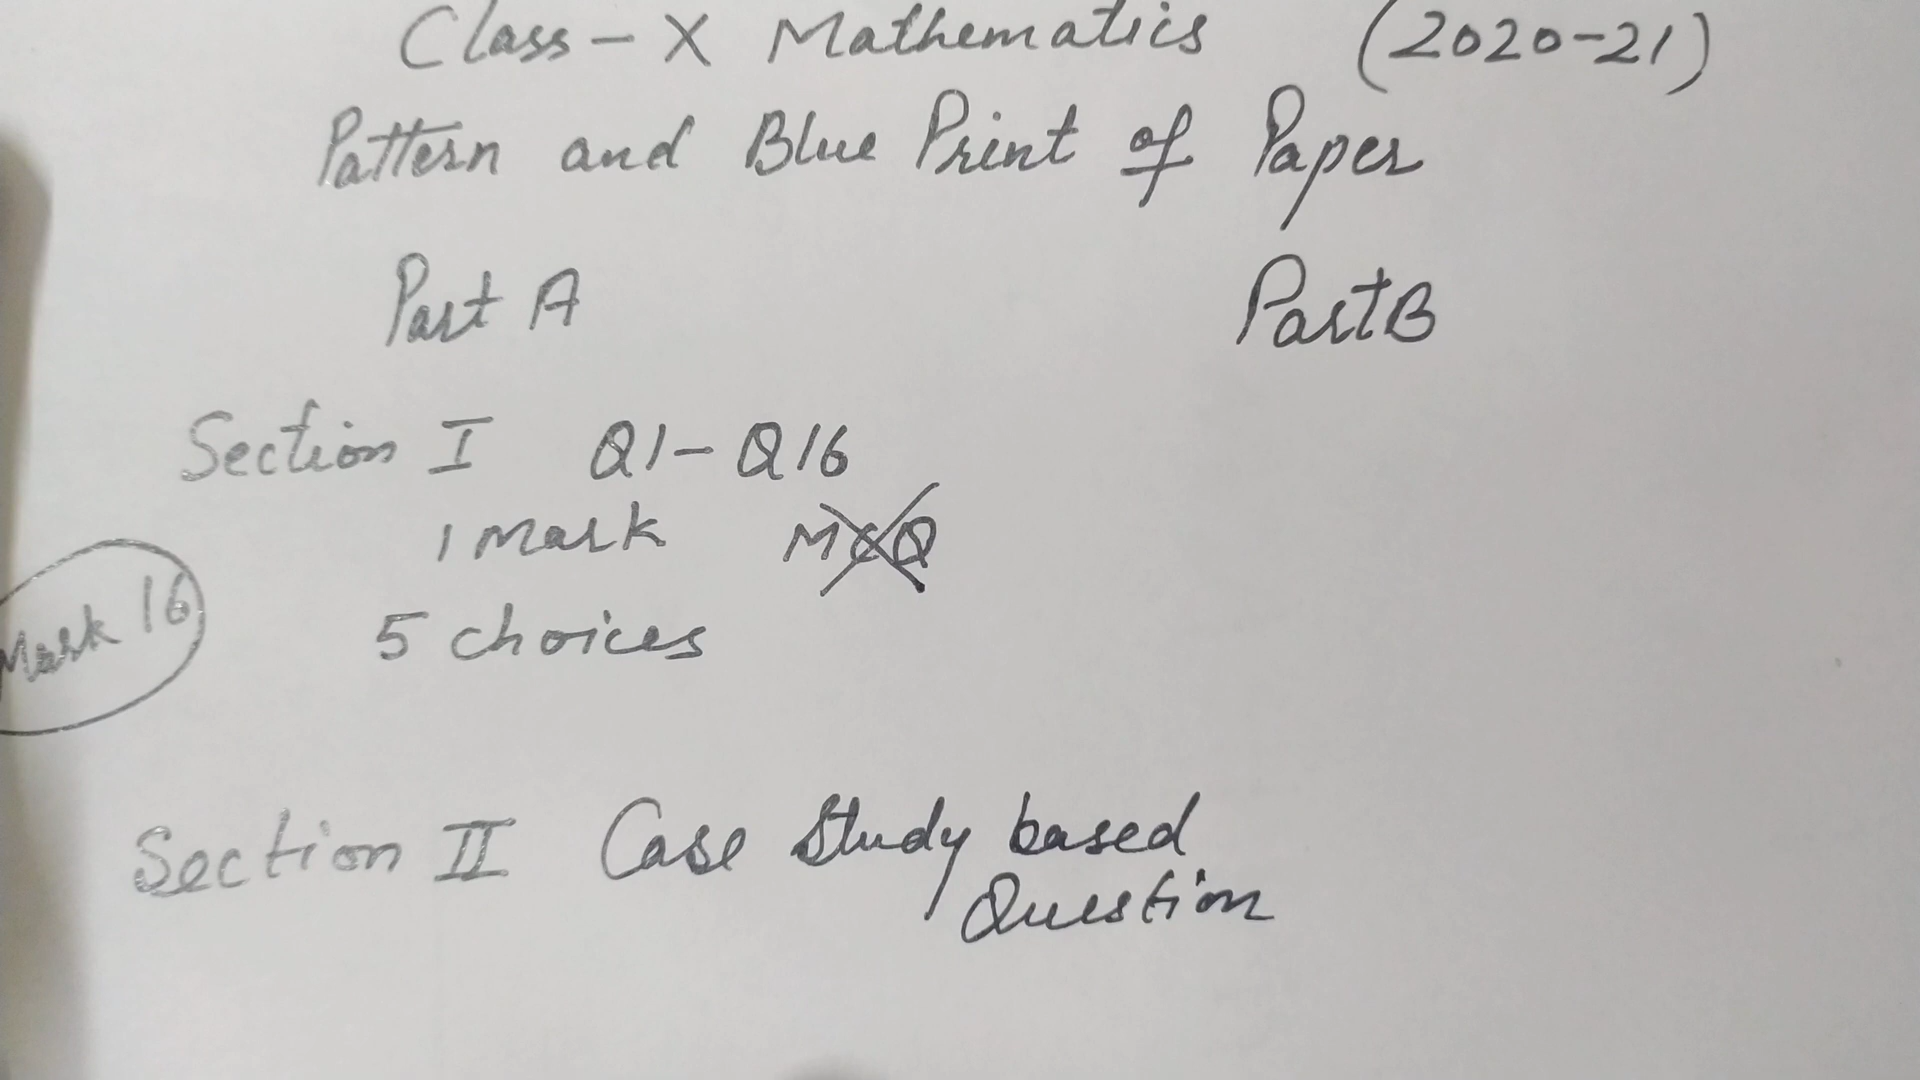 Class - X Mathematics (2020-21)
Pattern and Blue Print of Paper
Part A Part B
Section I Q1 - Q16
1 Mark MCQ
Mark 16
5 choices
Section II Case Study based
Question